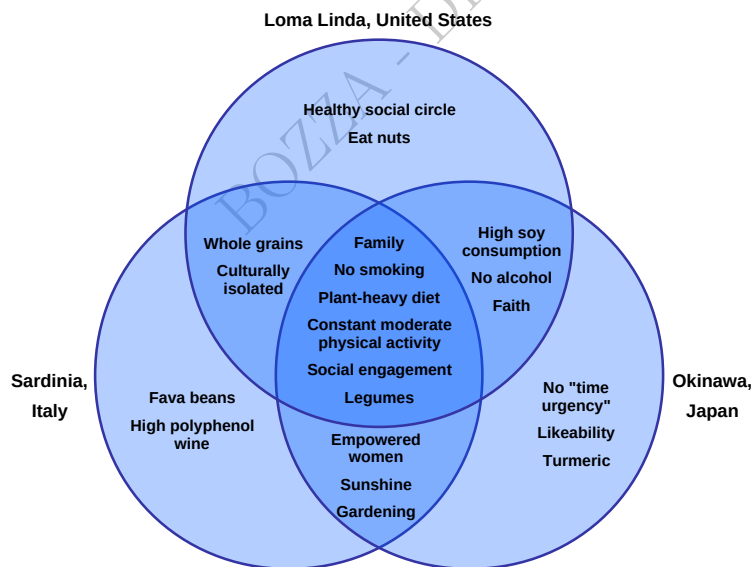 Loma Linda, United States
BOZZA - D
Healthy social circle
Eat nuts
Whole grains
Culturally
isolated
Family
No smoking
Plant-heavy diet
Constant moderate
physical activity
Social engagement
Legumes
High soy
consumption
No alcohol
Faith
Sardinia,
Italy
Fava beans
High polyphenol
wine
Empowered
women
Sunshine
Gardening
No "time
urgency"
Likeability
Turmeric
Okinawa,
Japan